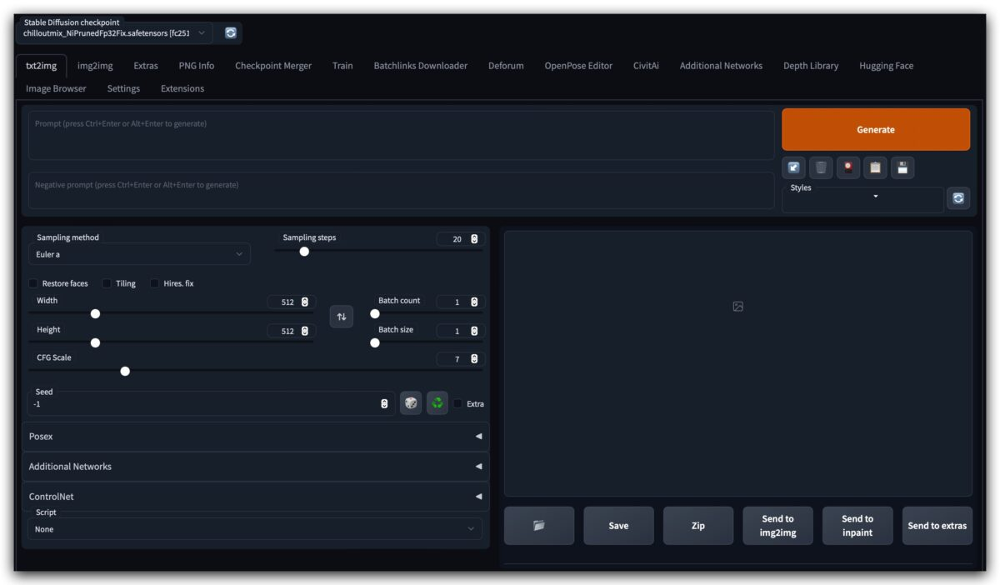 Stable Diffusion checkpoint
chilloutmix_NiPrunedFp32Fix.safetensors [fc251
txt2img img2img Extras PNG Info Checkpoint Merger Train Batchlinks Downloader Deforum OpenPose Editor CivitAi Additional Networks Depth Library Hugging Face
Image Browser Settings Extensions
Prompt (press Ctrl+Enter or Alt+Enter to generate)
Generate
Negative prompt (press Ctrl+Enter or Alt+Enter to generate)
Styles
Sampling method
Euler a
Sampling steps
20
Restore faces Tiling Hires. fix
Width
512
Batch count
1
Height
512
Batch size
1
CFG Scale
7
Seed
-1
Extra
Posex
Additional Networks
ControlNet
Script
None
Save
Zip
Send to
img2img
Send to
inpaint
Send to extras